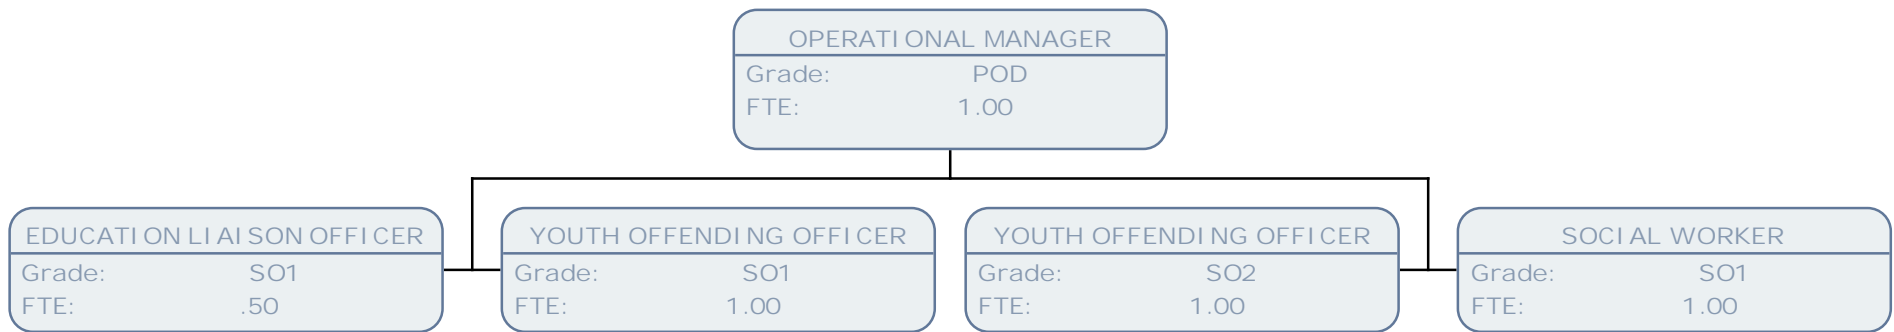 OPERATIONAL MANAGER
Grade: POD
FTE: 1.00
EDUCATION LIAISON OFFICER
Grade: SO1
FTE: .50
YOUTH OFFENDING OFFICER
Grade: SO1
FTE: 1.00
YOUTH OFFENDING OFFICER
Grade: SO2
FTE: 1.00
SOCIAL WORKER
Grade: SO1
FTE: 1.00